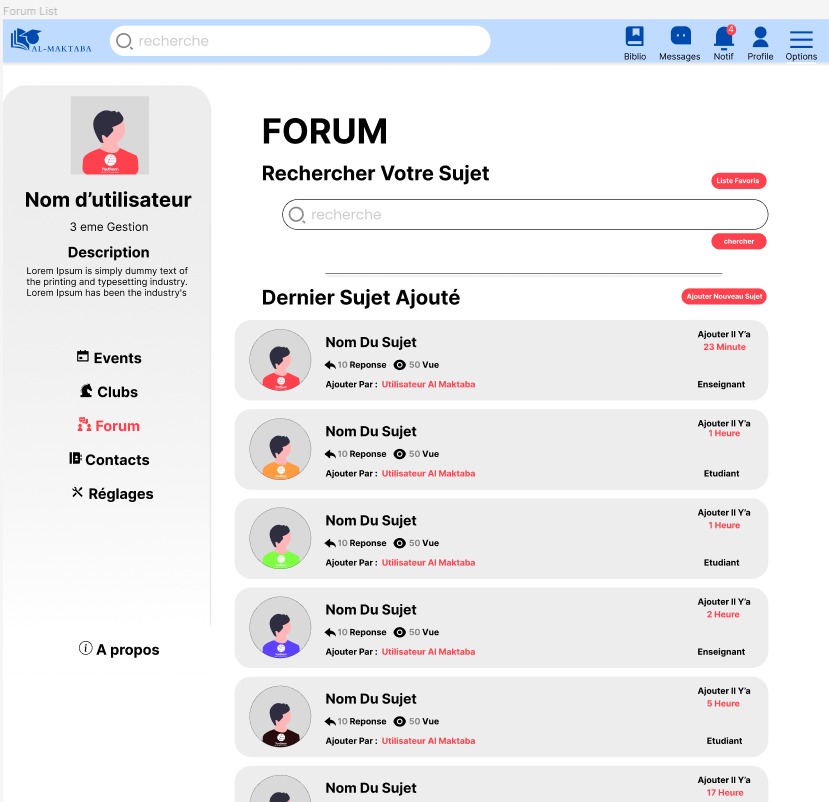 Forum List
AL-MAKTABA
recherche
Biblio
Messages
4
Notif
Profile
Options
Nom d'utilisateur
3 eme Gestion
Description
Lorem Ipsum is simply dummy text of
the printing and typesetting industry.
Lorem Ipsum has been the industry's
Events
Clubs
Forum
Contacts
Réglages
A propos
FORUM
Rechercher Votre Sujet
Liste Favoris
recherche
chercher
Dernier Sujet Ajouté
Ajouter Nouveau Sujet
Nom Du Sujet
10 Reponse 50 Vue
Ajouter Par : Utilisateur Al Maktaba
Ajouter Il Y'a
23 Minute
Enseignant
Nom Du Sujet
10 Reponse 50 Vue
Ajouter Par : Utilisateur Al Maktaba
Ajouter Il Y'a
1 Heure
Etudiant
Nom Du Sujet
10 Reponse 50 Vue
Ajouter Par : Utilisateur Al Maktaba
Ajouter Il Y'a
1 Heure
Etudiant
Nom Du Sujet
10 Reponse 50 Vue
Ajouter Par : Utilisateur Al Maktaba
Ajouter Il Y'a
2 Heure
Enseignant
Nom Du Sujet
10 Reponse 50 Vue
Ajouter Par : Utilisateur Al Maktaba
Ajouter Il Y'a
5 Heure
Etudiant
Nom Du Sujet
Ajouter Il Y'a
17 Heure